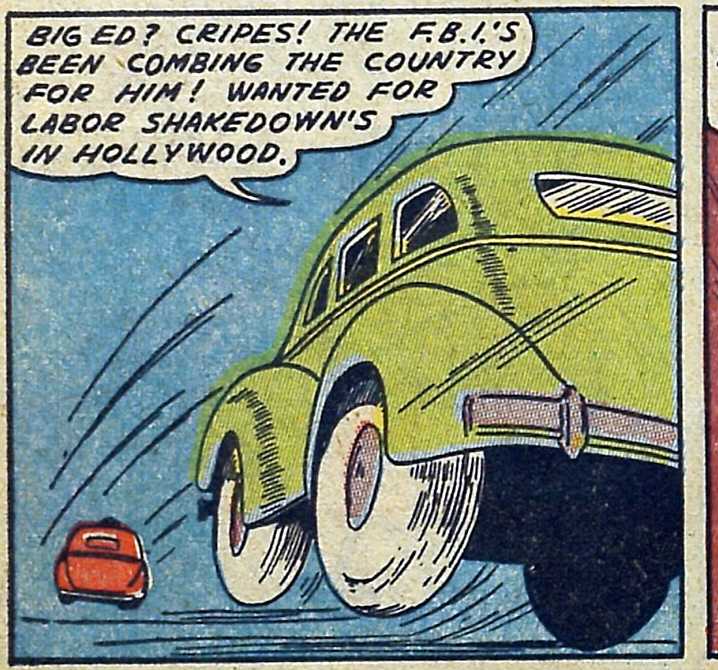 BIG ED? CRIPES! THE F.B.I.'S
BEEN COMBING THE COUNTRY
FOR HIM! WANTED FOR
LABOR SHAKEDOWN'S
IN HOLLYWOOD.